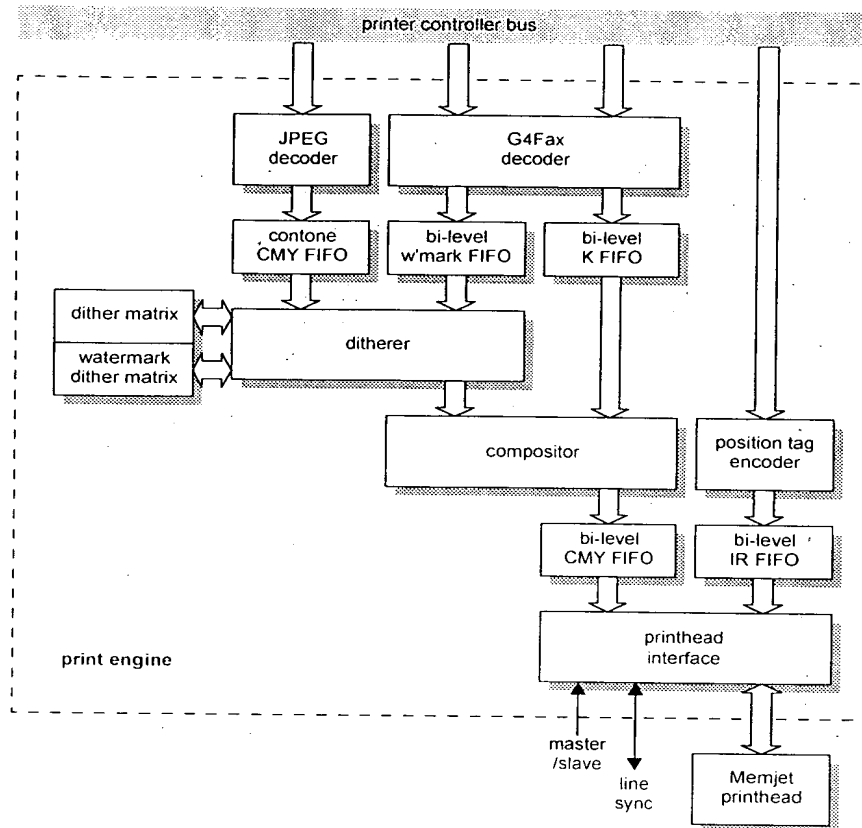 printer controller bus
JPEG
decoder
G4Fax
decoder
contone
CMY FIFO
bi-level
w'mark FIFO
bi-level
K FIFO
dither matrix
watermark
dither matrix
ditherer
compositor
position tag
encoder
bi-level
CMY FIFO
bi-level
IR FIFO
printhead
interface
print engine
master
/slave
line
sync
Memjet
printhead